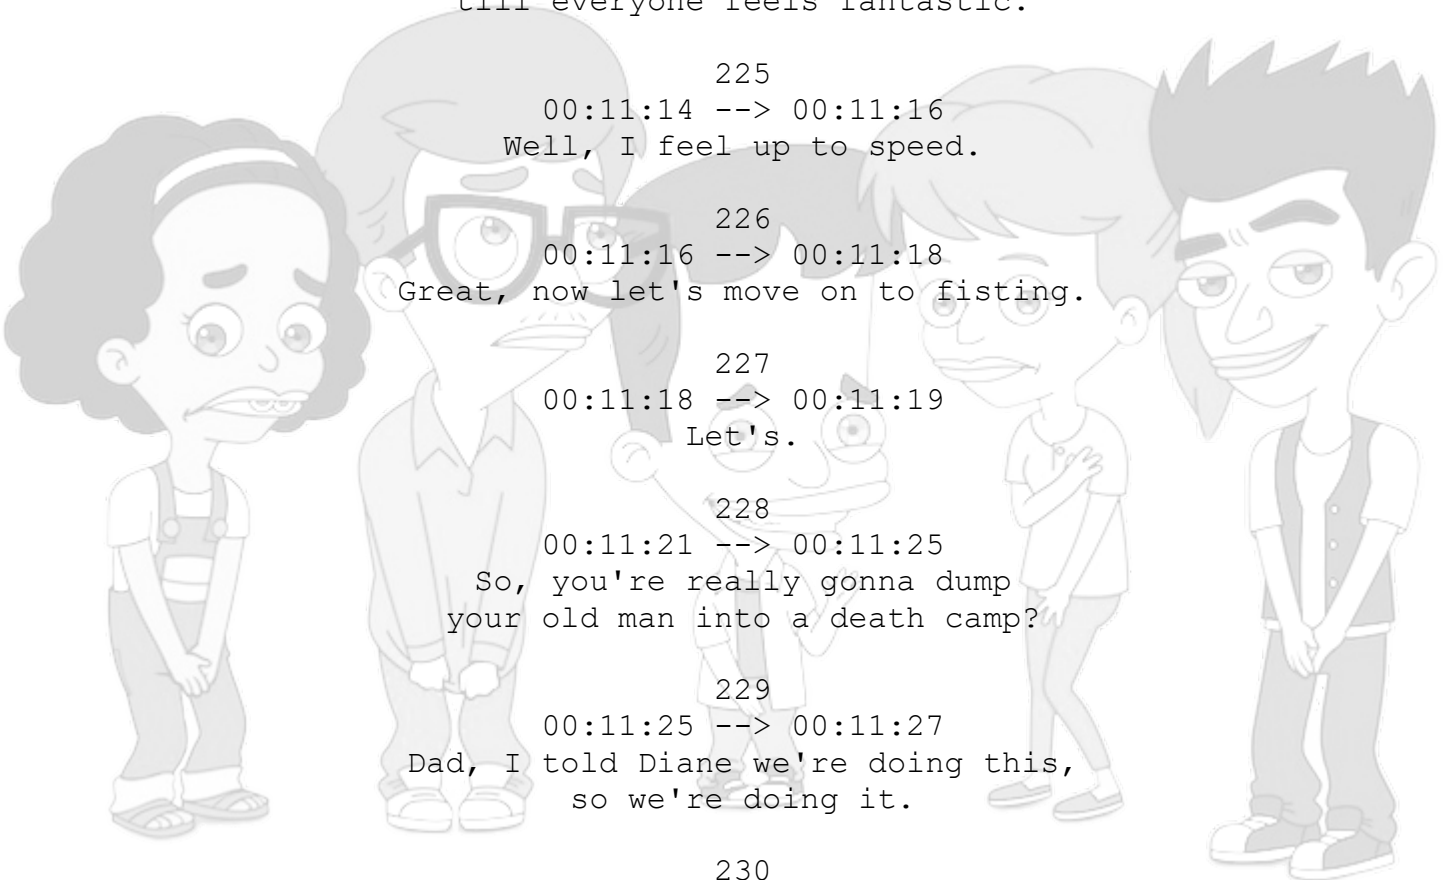 till everyone feels fantastic.
225
00:11:14 --> 00:11:16
Well, I feel up to speed.
226
00:11:16 --> 00:11:18
Great, now let's move on to fisting.
227
00:11:18 --> 00:11:19
Let's.
228
00:11:21 --> 00:11:25
So, you're really gonna dump
your old man into a death camp?
229
00:11:25 --> 00:11:27
Dad, I told Diane we're doing this,
so we're doing it.
230